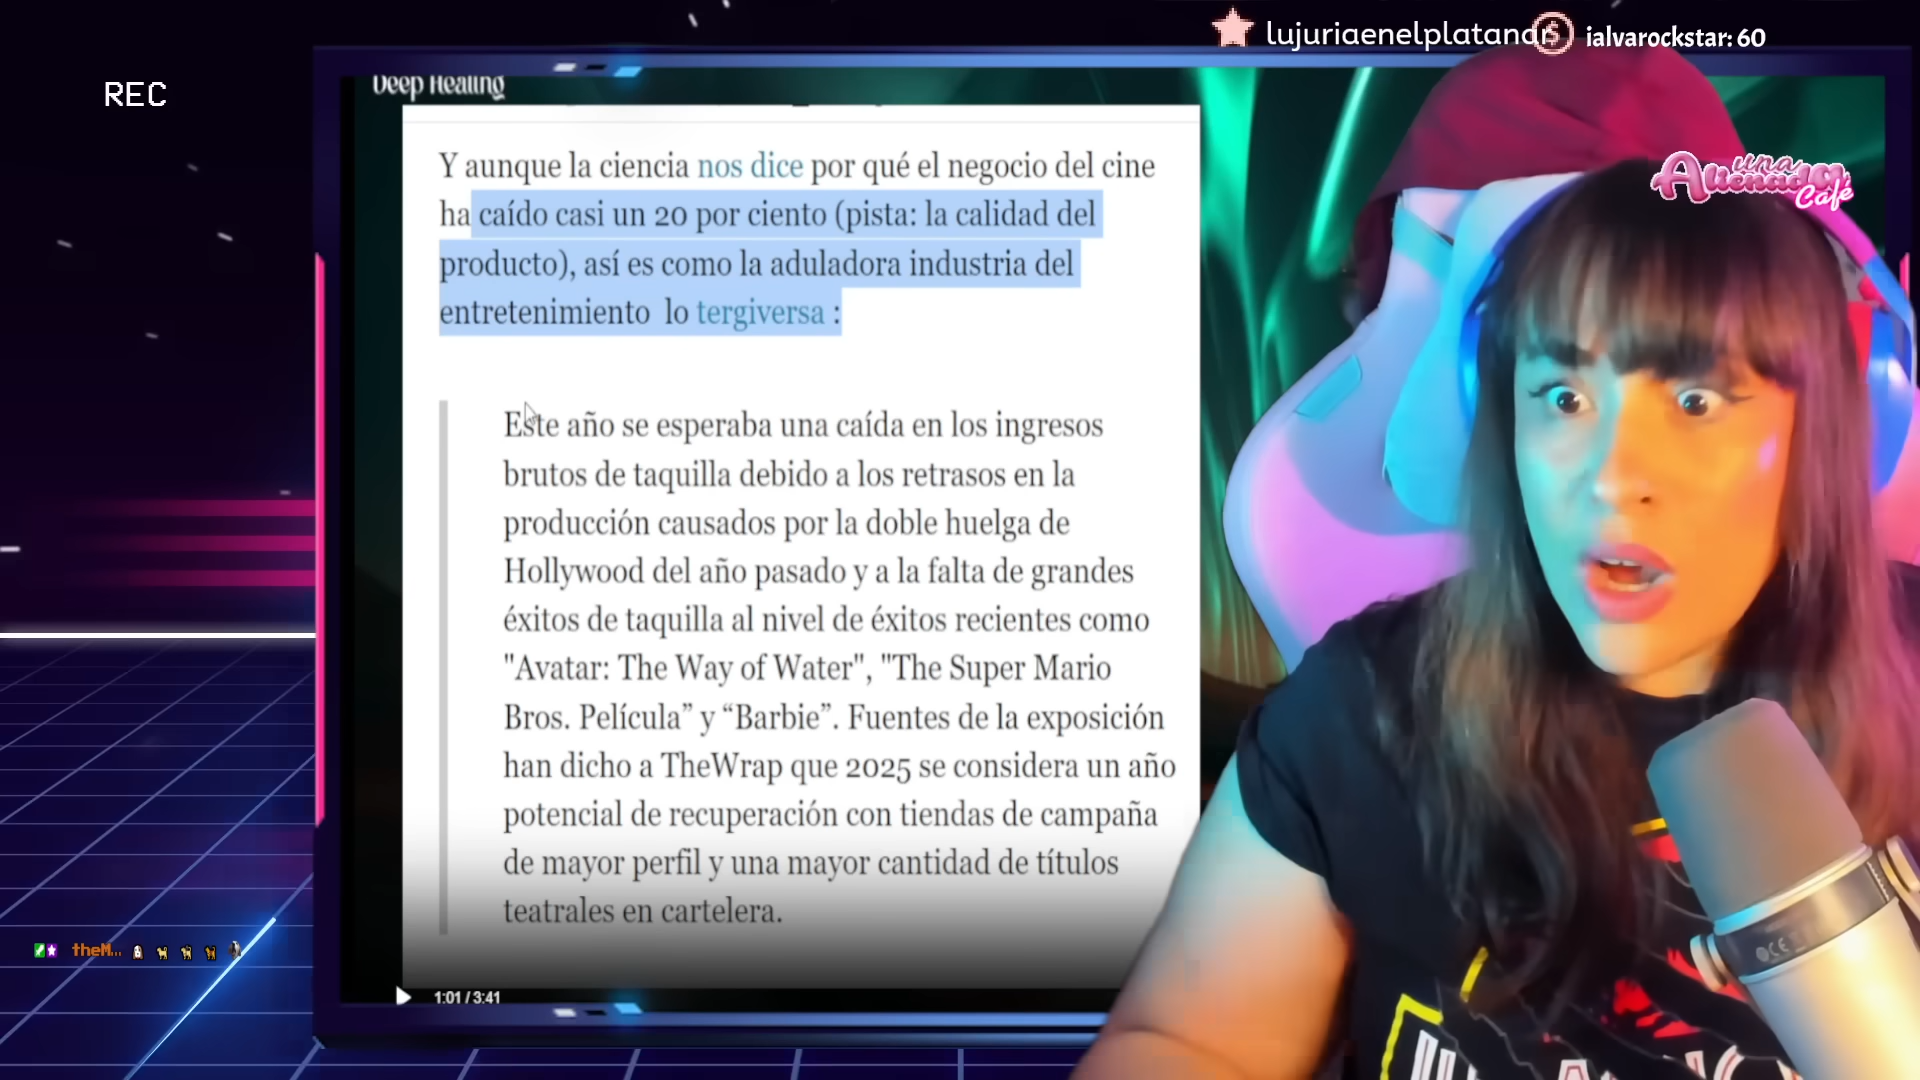 lujuriaenelplatanar
ialvarockstar: 60
REC
Deep Healing
una
Alienada
Café
Y aunque la ciencia nos dice por qué el negocio del cine
ha caído casi un 20 por ciento (pista: la calidad del
producto), así es como la aduladora industria del
entretenimiento lo tergiversa :
Este año se esperaba una caída en los ingresos
brutos de taquilla debido a los retrasos en la
producción causados por la doble huelga de
Hollywood del año pasado y a la falta de grandes
éxitos de taquilla al nivel de éxitos recientes como
"Avatar: The Way of Water", "The Super Mario
Bros. Película” y “Barbie”. Fuentes de la exposición
han dicho a TheWrap que 2025 se considera un año
potencial de recuperación con tiendas de campaña
de mayor perfil y una mayor cantidad de títulos
teatrales en cartelera.
theM...
1:01 / 3:41